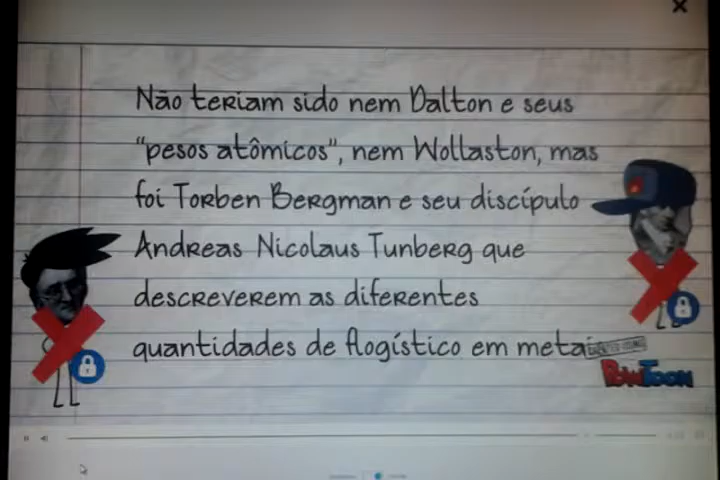 Não teriam sido nem Dalton e seus
"pesos atômicos", nem Wollaston, mas
foi Torben Bergman e seu discípulo
Andreas Nicolaus Tunberg que
descreverem as diferentes
quantidades de flogístico em metai
POWTOON